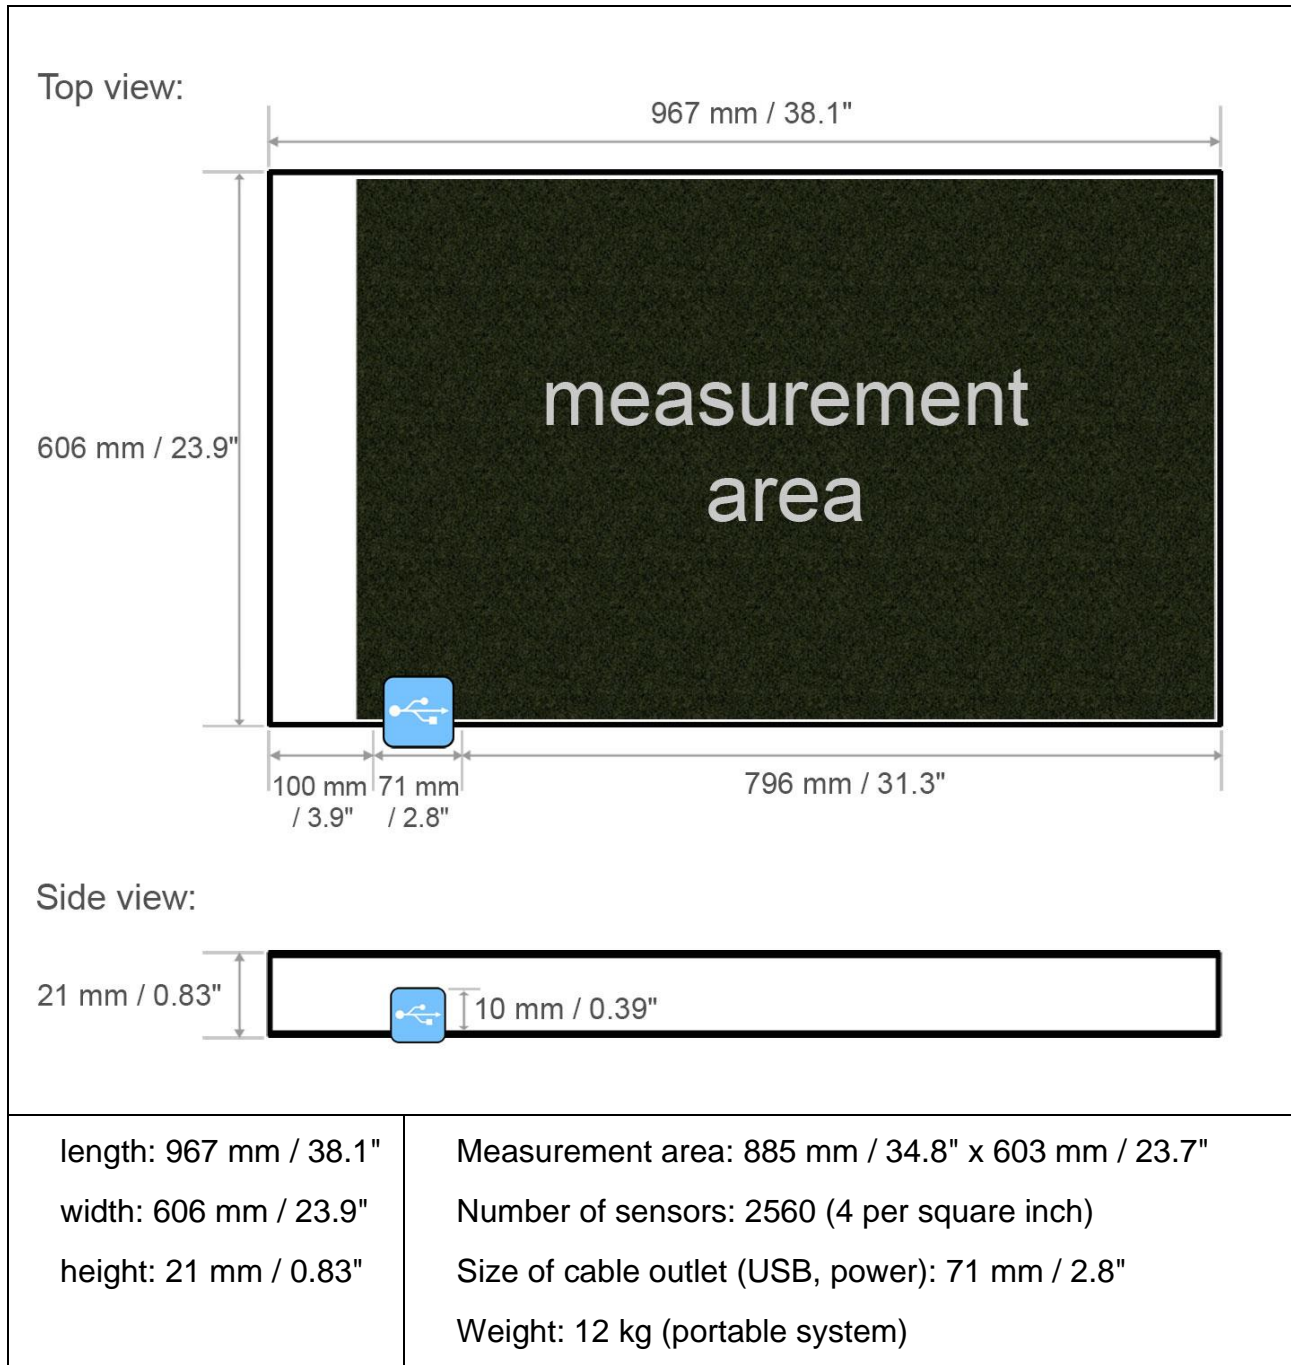 Top view:
967 mm / 38.1"
606 mm / 23.9"
measurement
area
100 mm
/ 3.9"
71 mm
/ 2.8"
796 mm / 31.3"
Side view:
21 mm / 0.83"
10 mm / 0.39"
length: 967 mm / 38.1"
width: 606 mm / 23.9"
height: 21 mm / 0.83"
Measurement area: 885 mm / 34.8" x 603 mm / 23.7"
Number of sensors: 2560 (4 per square inch)
Size of cable outlet (USB, power): 71 mm / 2.8"
Weight: 12 kg (portable system)